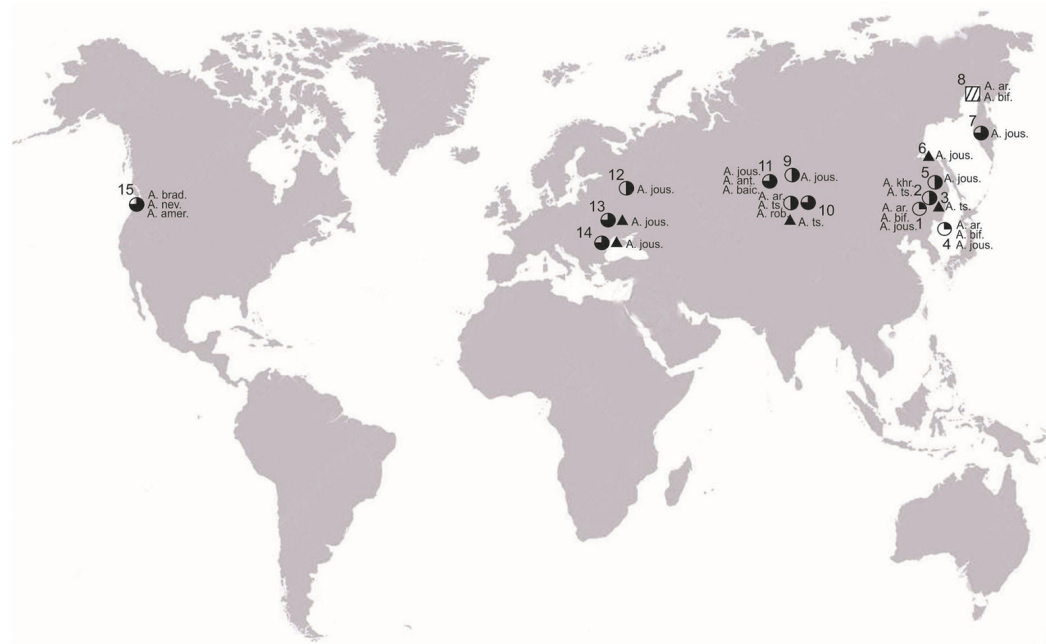 8
A. ar.
A. bif.
7
A. jous.
6
A. jous.
5
A. jous.
A. khr.
A. ts.
2
3
A. ts.
A. ar.
A. bif.
A. jous.
1
A. ar.
A. bif.
4
A. jous.
9
A. jous.
11
A. jous.
A. ant.
A. baic.
A. ar.
A. ts.
A. rob.
10
A. ts.
12
A. jous.
13
A. jous.
14
A. jous.
15
A. brad.
A. nev.
A. amer.